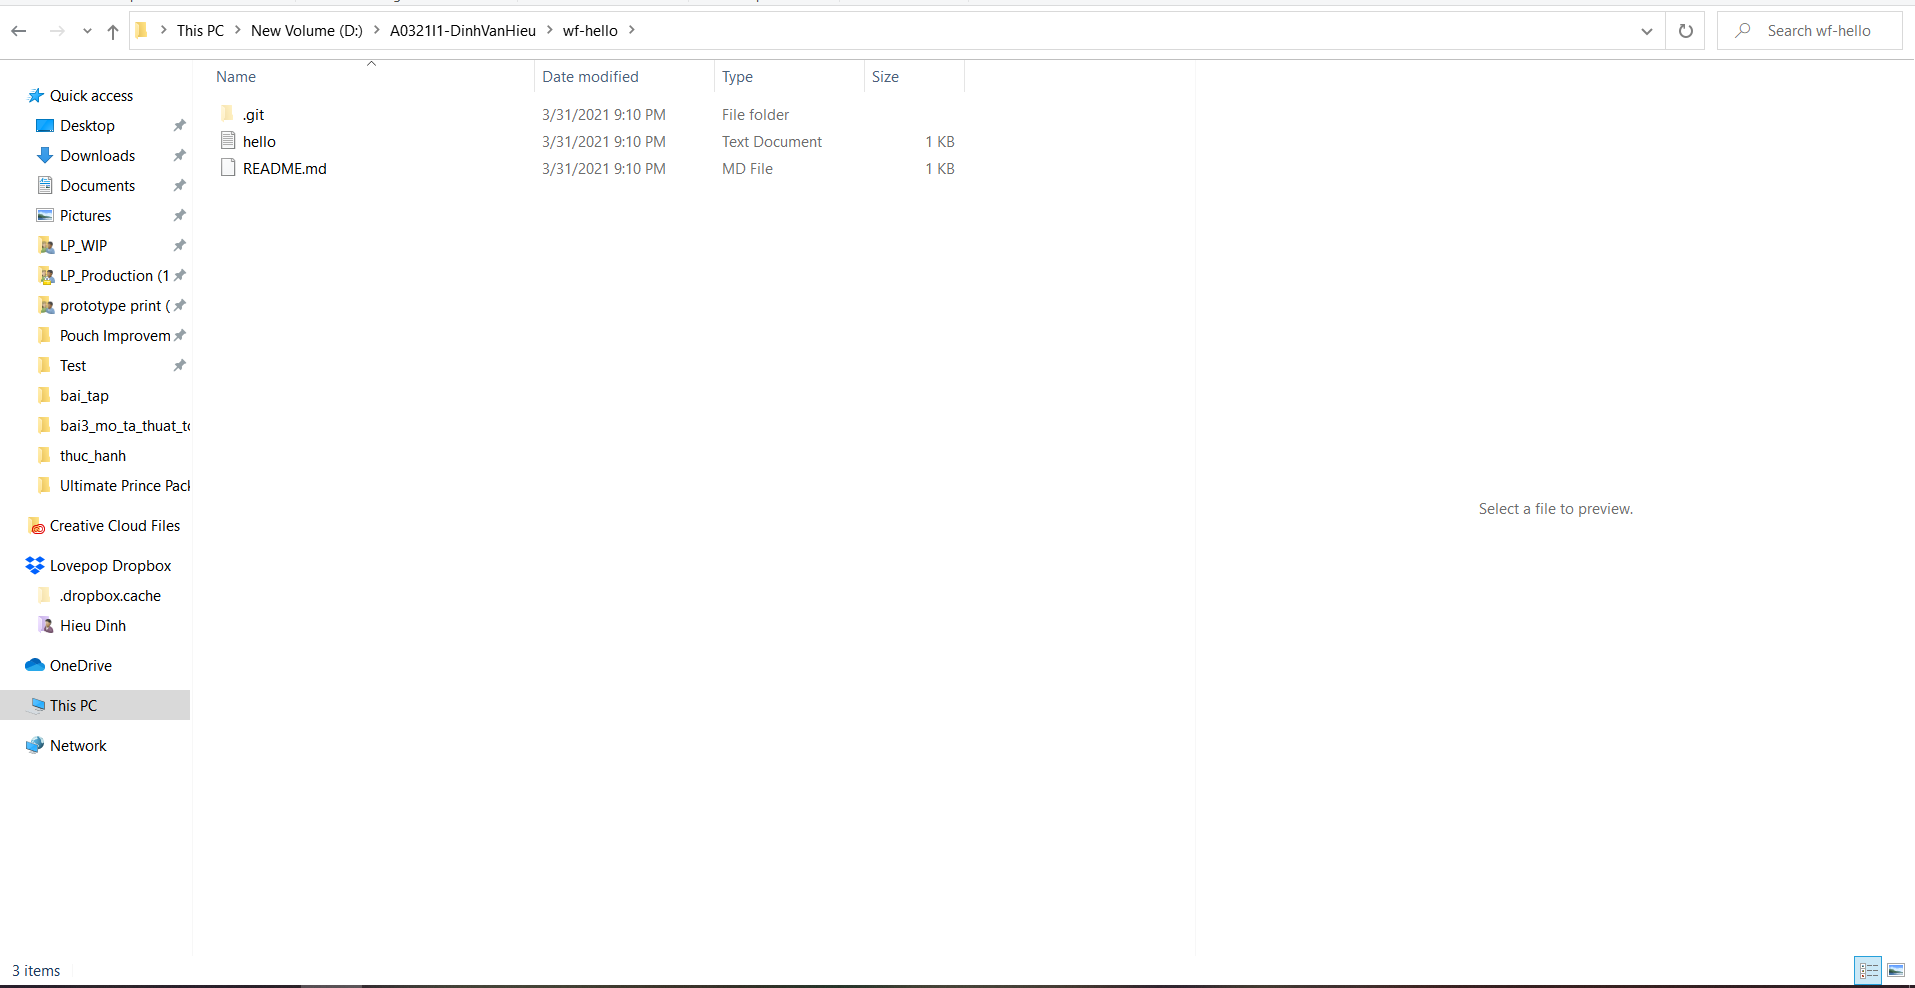 This PC > New Volume (D:) > A0321I1-DinhVanHieu > wf-hello >
Search wf-hello
Name Date modified Type Size
.git 3/31/2021 9:10 PM File folder
hello 3/31/2021 9:10 PM Text Document 1 KB
README.md 3/31/2021 9:10 PM MD File 1 KB
Quick access
Desktop
Downloads
Documents
Pictures
LP_WIP
LP_Production (1
prototype print (
Pouch Improvem
Test
bai_tap
bai3_mo_ta_thuat_to
thuc_hanh
Ultimate Prince Pack
Creative Cloud Files
Lovepop Dropbox
.dropbox.cache
Hieu Dinh
OneDrive
This PC
Network
Select a file to preview.
3 items